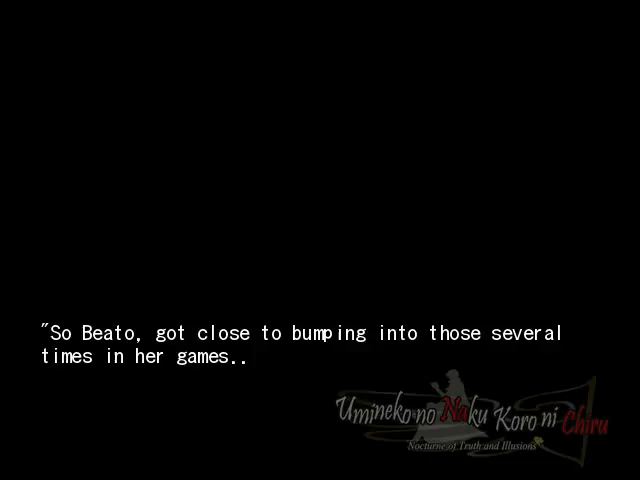 "So Beato, got close to bumping into those several
times in her games..
Umineko no Naku Koro ni Chiru
Nocturne of Truth and Illusions